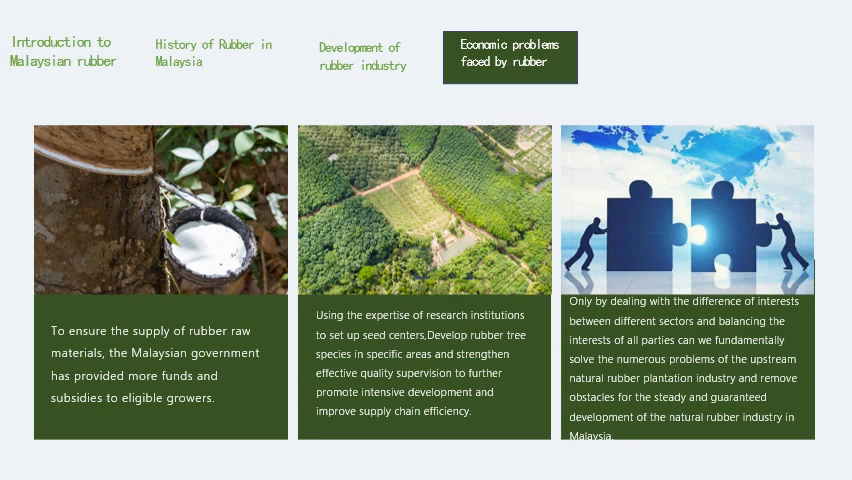 Introduction to
Malaysian rubber
History of Rubber in
Malaysia
Development of
rubber industry
Economic problems
faced by rubber
To ensure the supply of rubber raw
materials, the Malaysian government
has provided more funds and
subsidies to eligible growers.
Using the expertise of research institutions
to set up seed centers,Develop rubber tree
species in specific areas and strengthen
effective quality supervision to further
promote intensive development and
improve supply chain efficiency.
Only by dealing with the difference of interests
between different sectors and balancing the
interests of all parties can we fundamentally
solve the numerous problems of the upstream
natural rubber plantation industry and remove
obstacles for the steady and guaranteed
development of the natural rubber industry in
Malaysia.